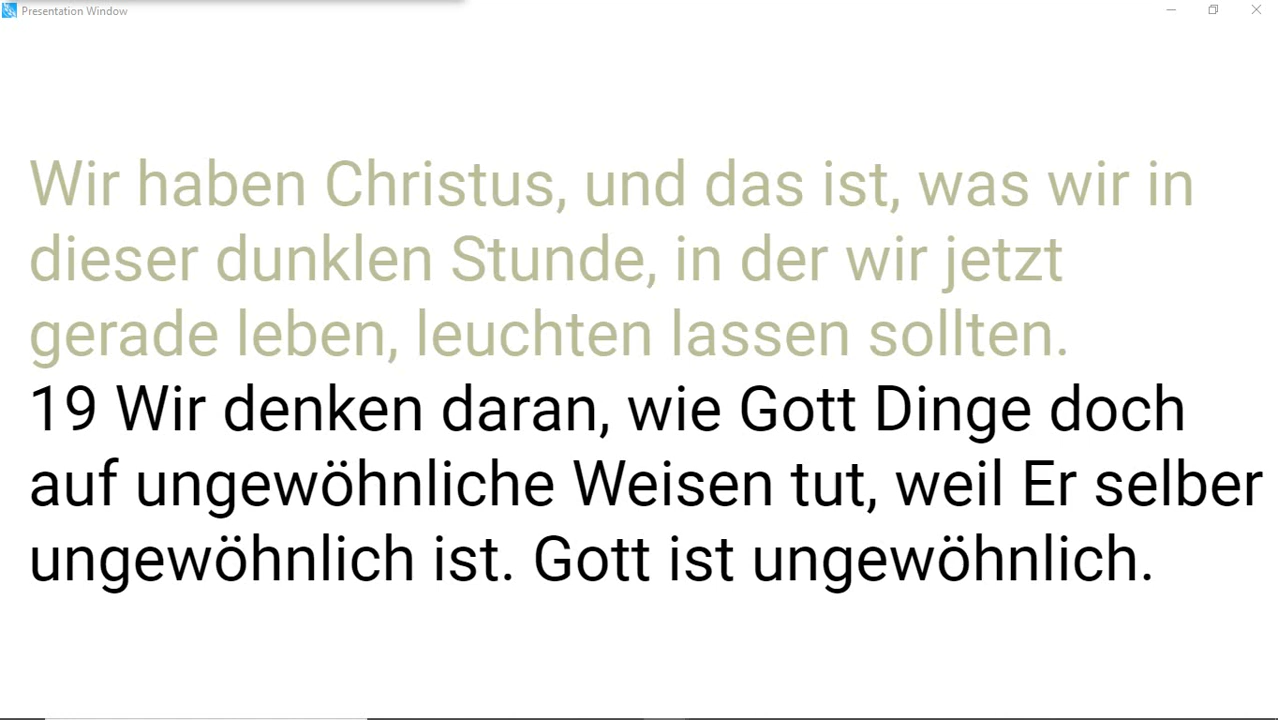 Presentation Window
Wir haben Christus, und das ist, was wir in
dieser dunklen Stunde, in der wir jetzt
gerade leben, leuchten lassen sollten.
19 Wir denken daran, wie Gott Dinge doch
auf ungewöhnliche Weisen tut, weil Er selber
ungewöhnlich ist. Gott ist ungewöhnlich.